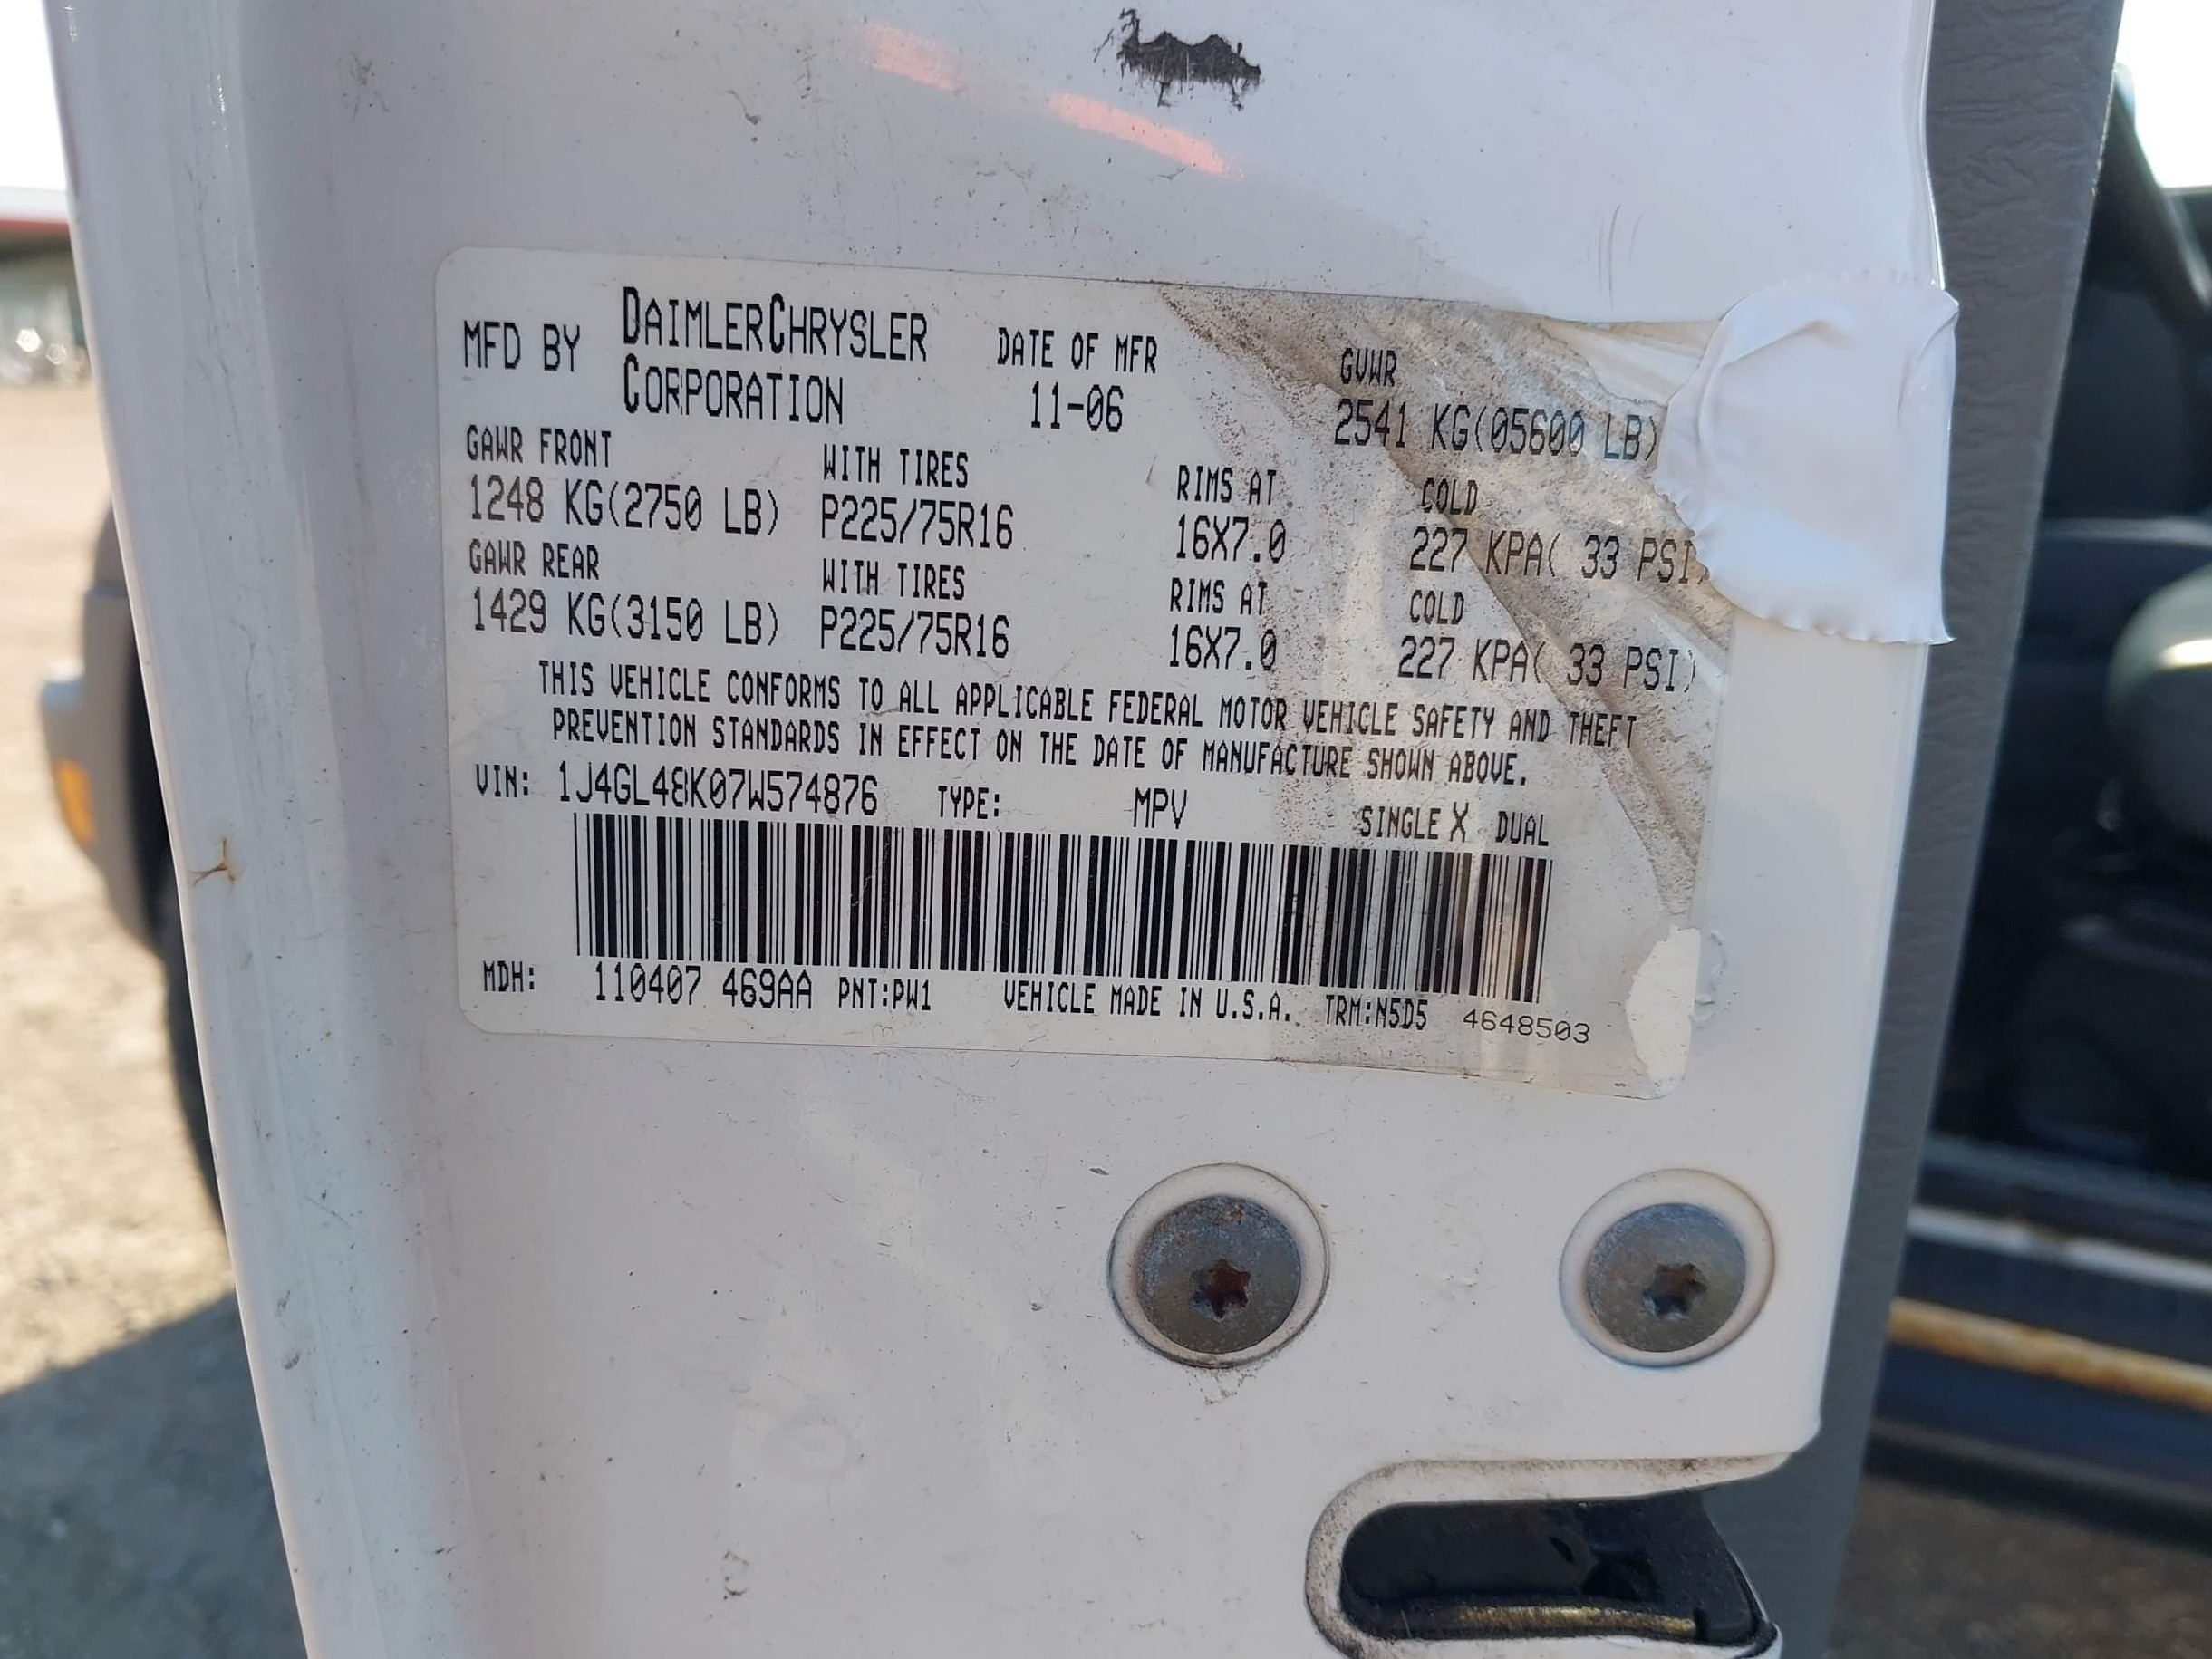 MFD BY DAIMLERCHRYSLER CORPORATION DATE OF MFR 11-06 GVWR 2541 KG(05600 LB)
GAWR FRONT WITH TIRES RIMS AT COLD
1248 KG(2750 LB) P225/75R16 16X7.0 227 KPA( 33 PSI)
GAWR REAR WITH TIRES RIMS AT COLD
1429 KG(3150 LB) P225/75R16 16X7.0 227 KPA( 33 PSI)
THIS VEHICLE CONFORMS TO ALL APPLICABLE FEDERAL MOTOR VEHICLE SAFETY AND THEFT
PREVENTION STANDARDS IN EFFECT ON THE DATE OF MANUFACTURE SHOWN ABOVE.
VIN: 1J4GL48K07W574876 TYPE: MPV SINGLE X DUAL
MDH: 110407 469AA PNT:PW1 VEHICLE MADE IN U.S.A. TRM:N5D5 4648503